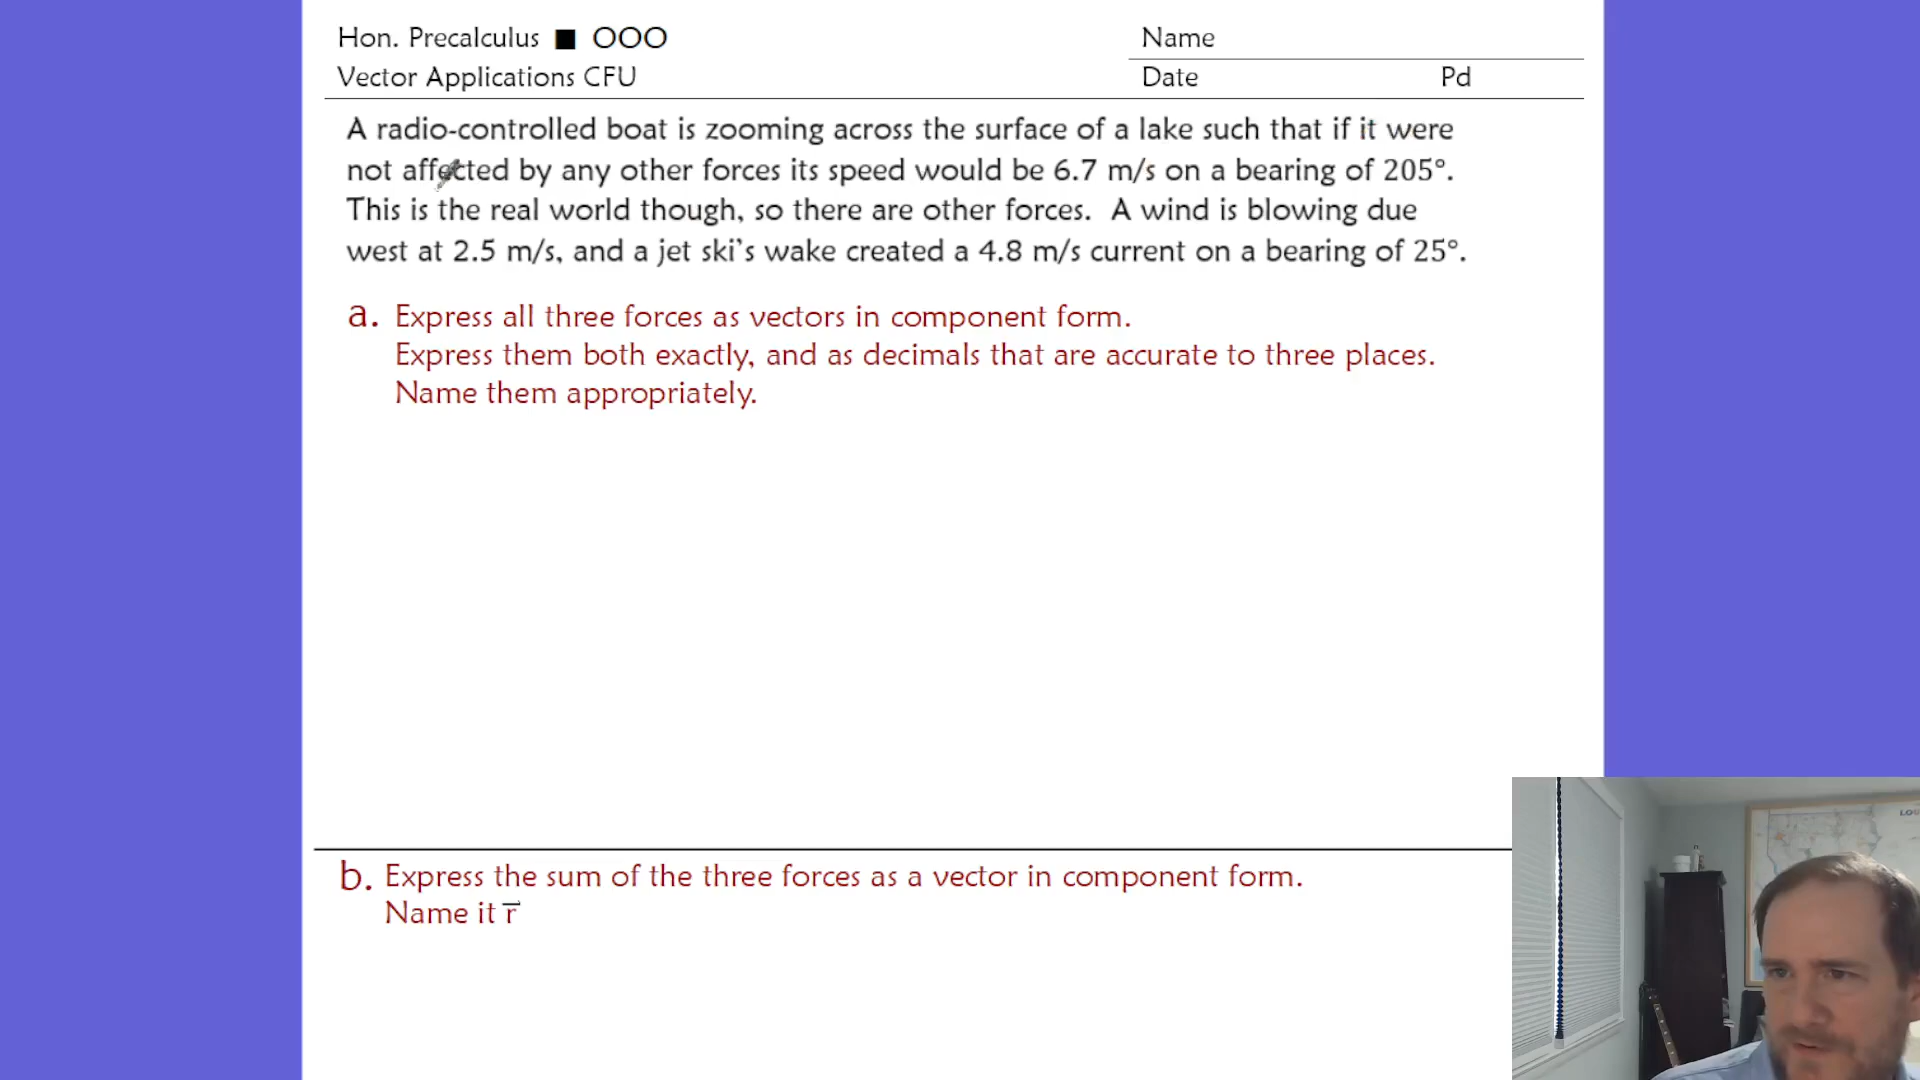 Hon. Precalculus ■ OOO
Name
Vector Applications CFU
Date Pd
A radio-controlled boat is zooming across the surface of a lake such that if it were
not affected by any other forces its speed would be 6.7 m/s on a bearing of 205°.
This is the real world though, so there are other forces. A wind is blowing due
west at 2.5 m/s, and a jet ski's wake created a 4.8 m/s current on a bearing of 25°.
a. Express all three forces as vectors in component form.
Express them both exactly, and as decimals that are accurate to three places.
Name them appropriately.
b. Express the sum of the three forces as a vector in component form.
Name it r⃗